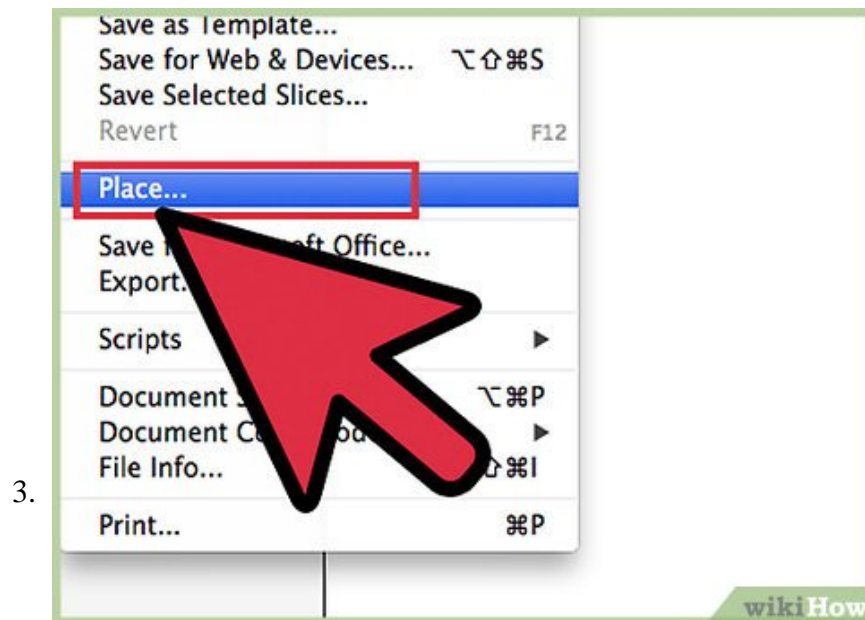 Save as Template...
Save for Web & Devices... ⌥⇧⌘S
Save Selected Slices...
Revert F12
Place...
Save Office...
Export.
Scripts ▶
Document ⌥⌘P
Document ▶
File Info... ⇧⌘I
3.
Print... ⌘P
wikiHow